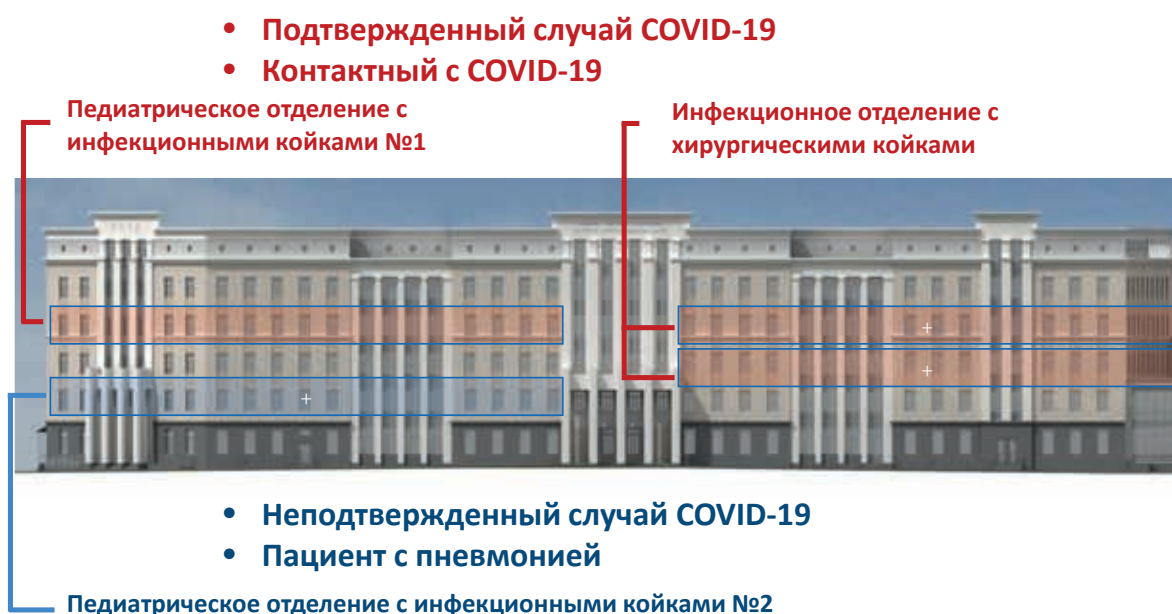 • Подтвержденный случай COVID-19
• Контактный с COVID-19
Педиатрическое отделение с
инфекционными койками №1
Инфекционное отделение с
хирургическими койками
• Неподтвержденный случай COVID-19
• Пациент с пневмонией
Педиатрическое отделение с инфекционными койками №2